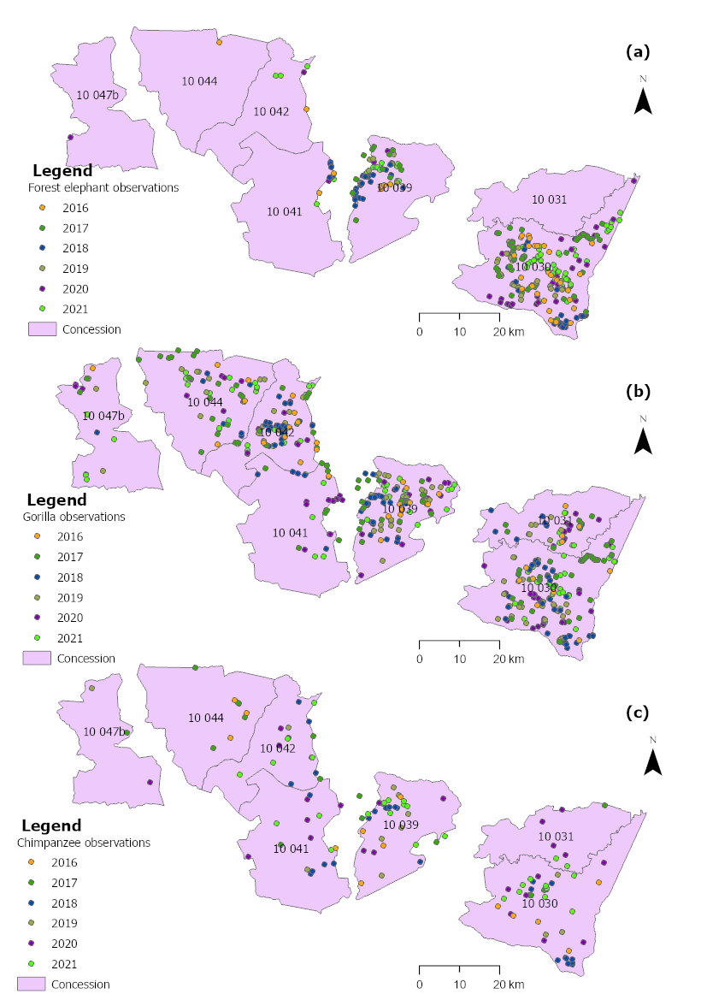 (a)
N
10 047b
10 044
10 042
10 041
10 039
10 031
10 030
Legend
Forest elephant observations
2016
2017
2018
2019
2020
2021
Concession
0 10 20 km
(b)
N
10 047b
10 044
10 042
10 041
10 039
10 031
10 030
Legend
Gorilla observations
2016
2017
2018
2019
2020
2021
Concession
0 10 20 km
(c)
N
10 047b
10 044
10 042
10 041
10 039
10 031
10 030
Legend
Chimpanzee observations
2016
2017
2018
2019
2020
2021
Concession
0 10 20 km